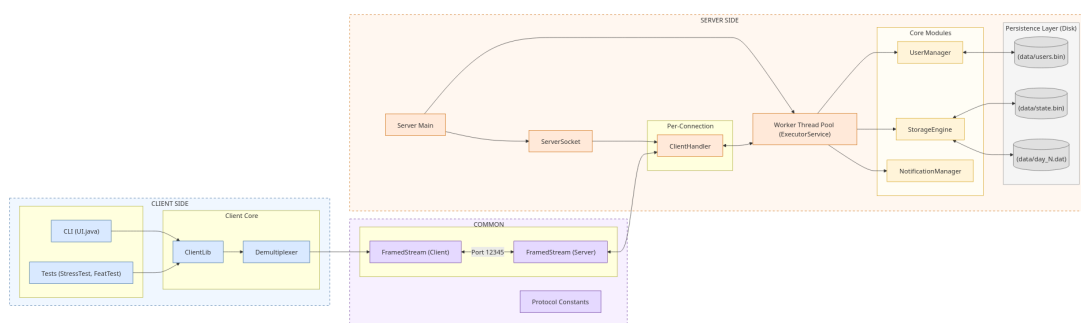 SERVER SIDE
Core Modules
Persistence Layer (Disk)
UserManager
(data/users.bin)
(data/state.bin)
Server Main
Per-Connection
Worker Thread Pool
(ExecutorService)
StorageEngine
ServerSocket
ClientHandler
(data/day_N.dat)
NotificationManager
CLIENT SIDE
Client Core
CLI (UI.java)
ClientLib
Demultiplexer
Tests (StressTest, FeatTest)
COMMON
FramedStream (Client)
Port 12345
FramedStream (Server)
Protocol Constants